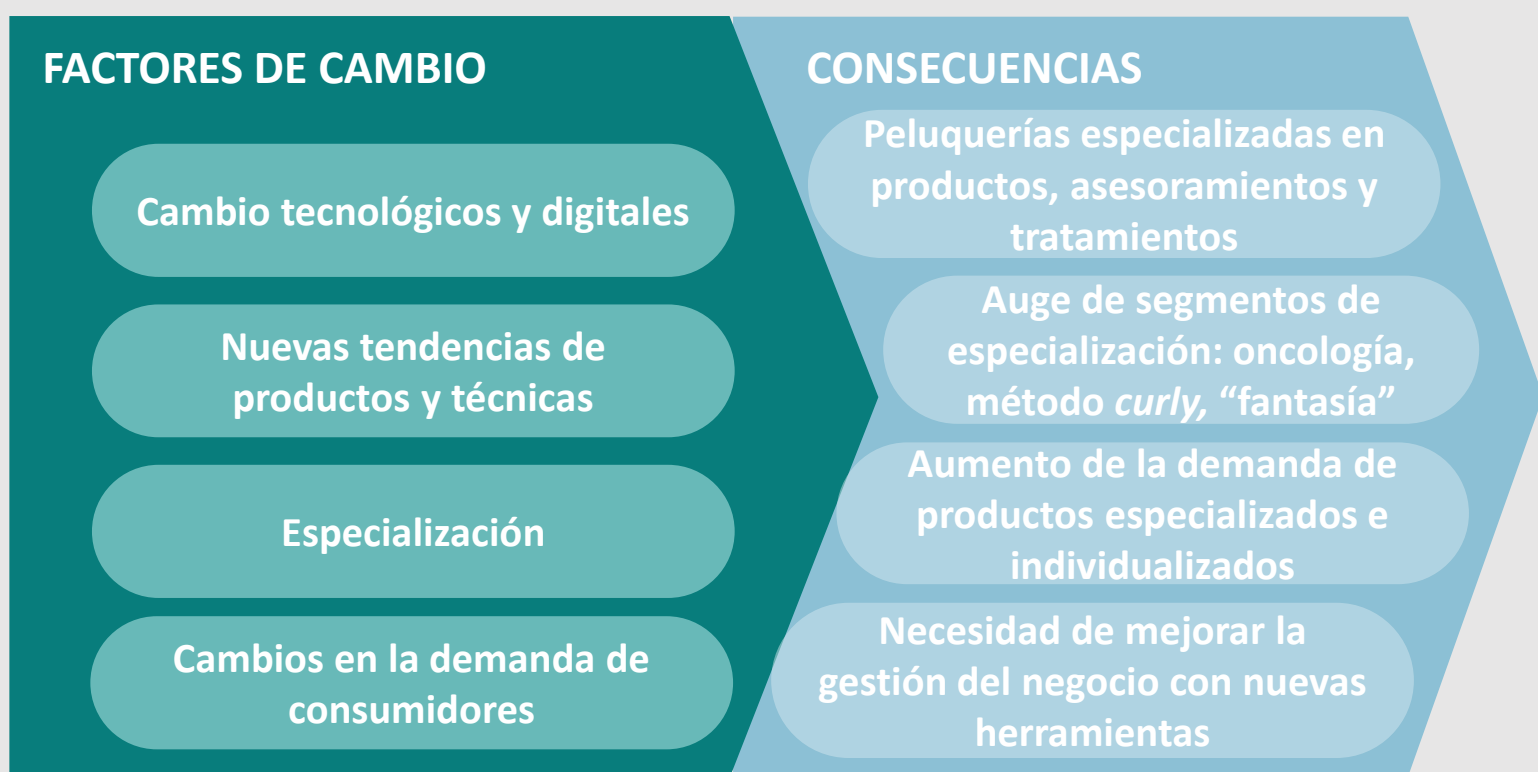 FACTORES DE CAMBIO
Cambio tecnológicos y digitales
Nuevas tendencias de
productos y técnicas
Especialización
Cambios en la demanda de
consumidores
CONSECUENCIAS
Peluquerías especializadas en
productos, asesoramientos y
tratamientos
Auge de segmentos de
especialización: oncología,
método curly, “fantasía”
Aumento de la demanda de
productos especializados e
individualizados
Necesidad de mejorar la
gestión del negocio con nuevas
herramientas